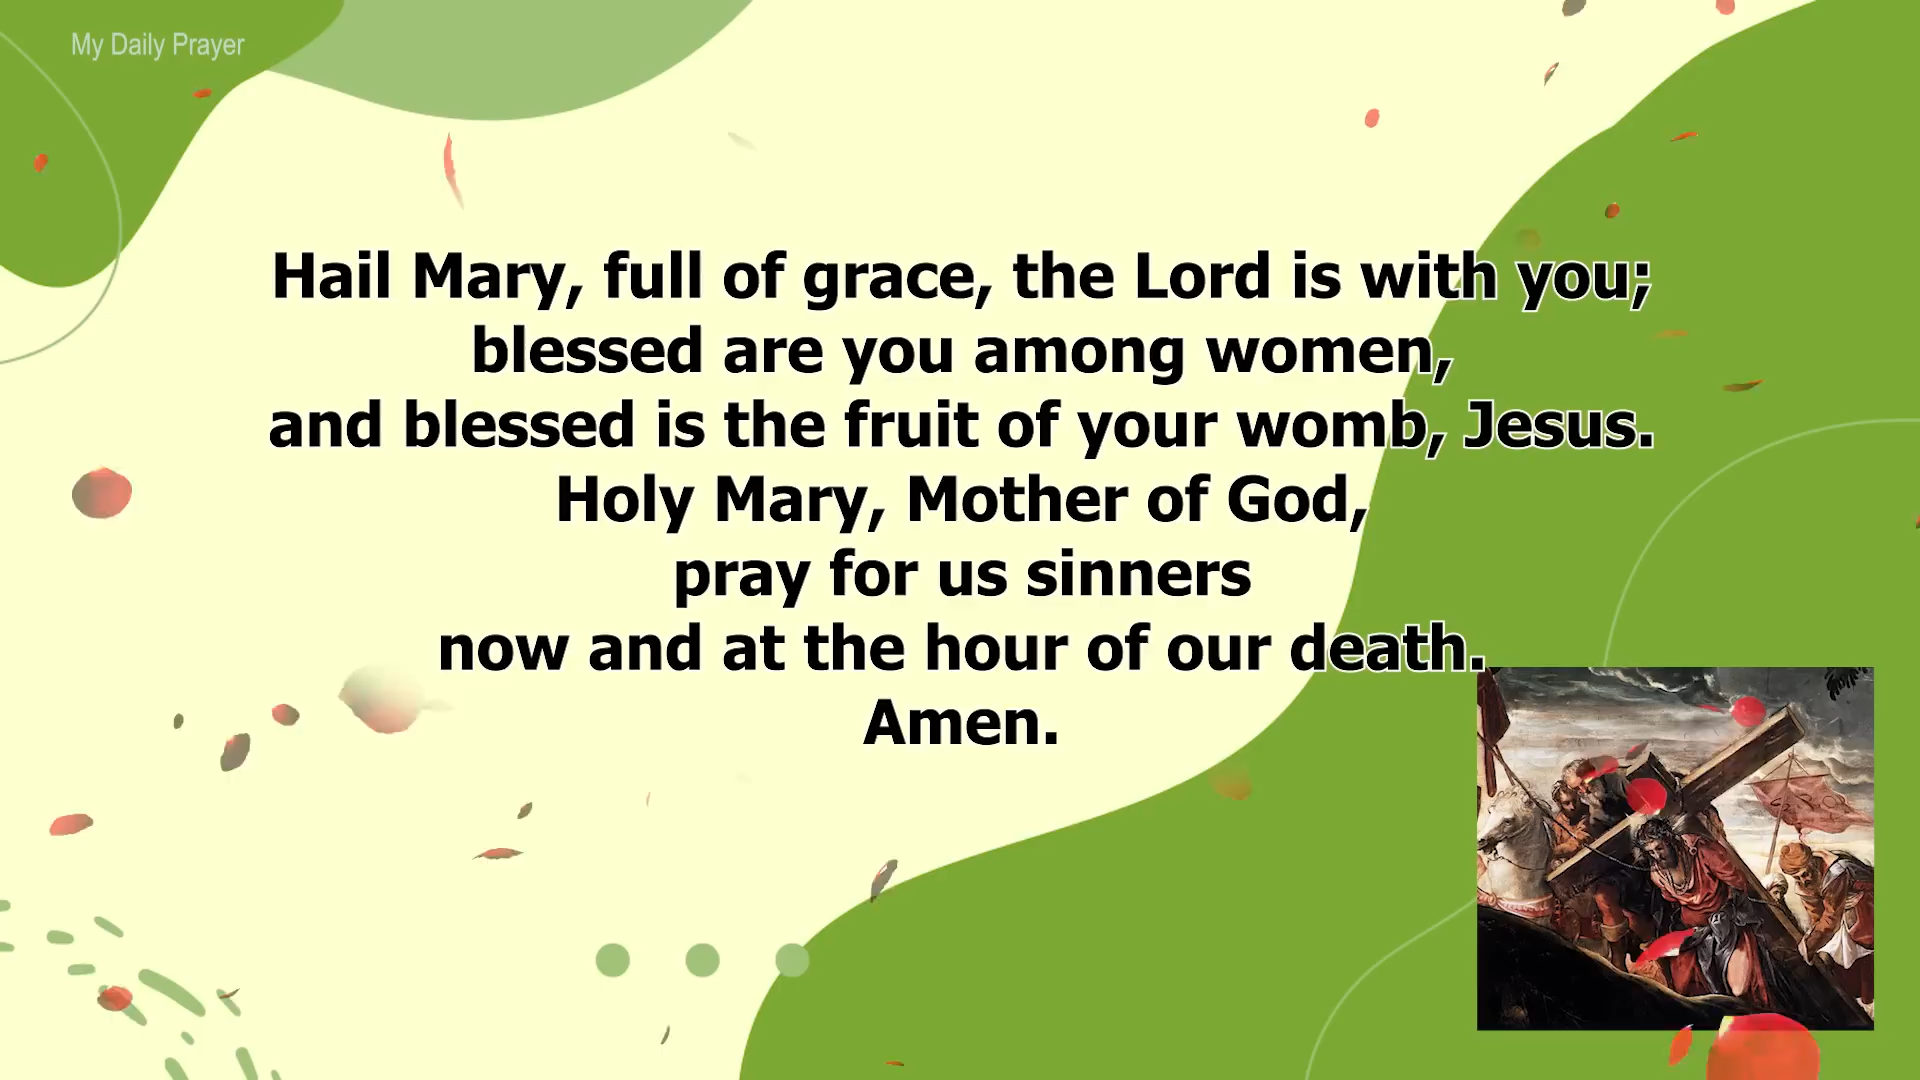 My Daily Prayer
Hail Mary, full of grace, the Lord is with you;
blessed are you among women,
and blessed is the fruit of your womb, Jesus.
Holy Mary, Mother of God,
pray for us sinners
now and at the hour of our death.
Amen.